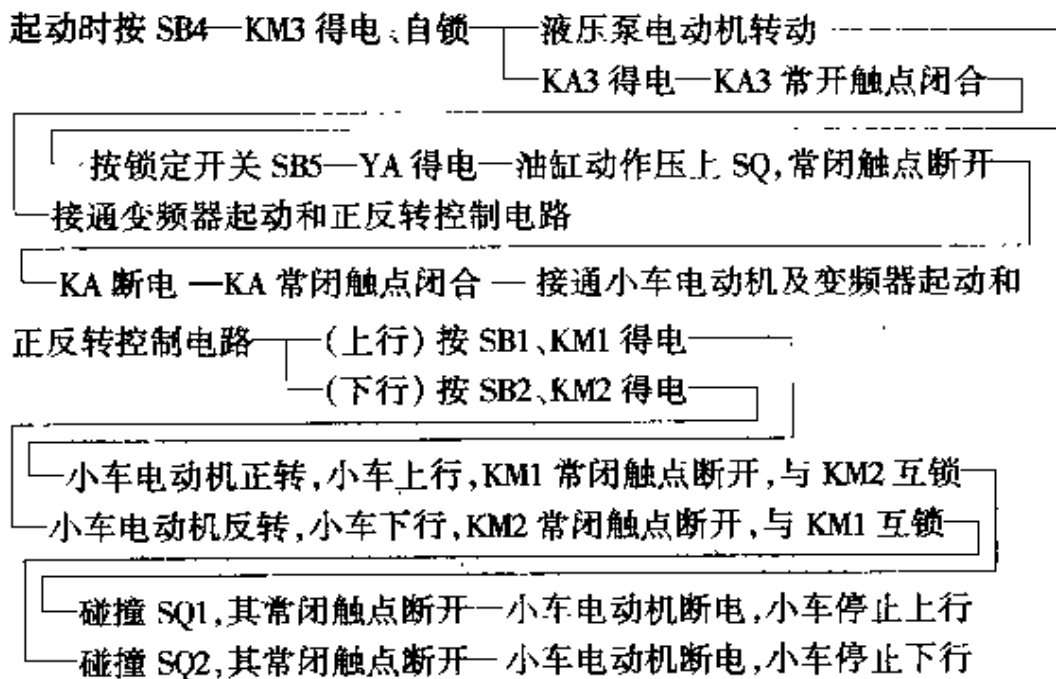 起动时按 SB4—KM3 得电、自锁—液压泵电动机转动
KA3 得电—KA3 常开触点闭合
按锁定开关 SB5—YA 得电—油缸动作压上 SQ,常闭触点断开
接通变频器起动和正反转控制电路
KA 断电 —KA 常闭触点闭合 — 接通小车电动机及变频器起动和
正反转控制电路—(上行) 按 SB1、KM1 得电
(下行) 按 SB2、KM2 得电
小车电动机正转,小车上行,KM1 常闭触点断开,与 KM2 互锁
小车电动机反转,小车下行,KM2 常闭触点断开,与 KM1 互锁
碰撞 SQ1,其常闭触点断开—小车电动机断电,小车停止上行
碰撞 SQ2,其常闭触点断开—小车电动机断电,小车停止下行